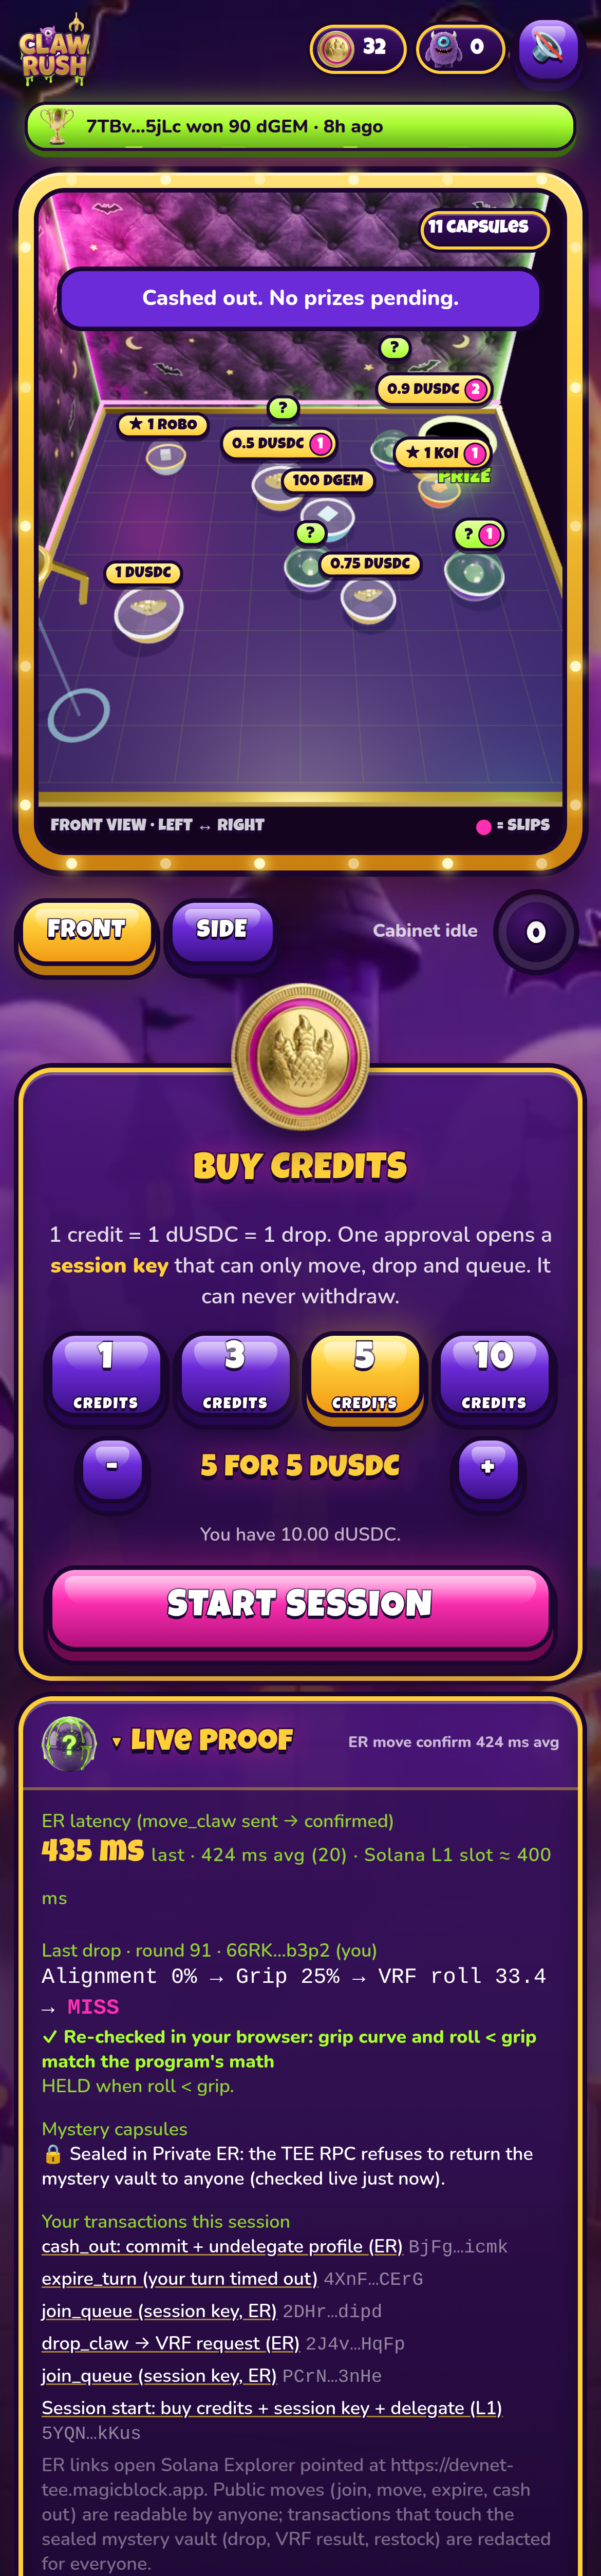 CLAW
RUSH
32
0
7TBv...5jLc won 90 dGEM · 8h ago
11 CAPSULES
Cashed out. No prizes pending.
?
0.9 DUSDC 2
?
★ 1 ROBO
0.5 DUSDC 1
★ 1 KOI 1
PRIZE
100 DGEM
?
? 1
0.75 DUSDC
1 DUSDC
FRONT VIEW · LEFT ↔ RIGHT
= SLIPS
FRONT
SIDE
Cabinet idle
0
BUY CREDITS
1 credit = 1 dUSDC = 1 drop. One approval opens a
session key that can only move, drop and queue. It
can never withdraw.
1 CREDITS
3 CREDITS
5 CREDITS
10 CREDITS
-
5 FOR 5 DUSDC
+
You have 10.00 dUSDC.
START SESSION
?
▼ LIVE PROOF
ER move confirm 424 ms avg
ER latency (move_claw sent → confirmed)
435 ms last · 424 ms avg (20) · Solana L1 slot ≈ 400
ms
Last drop · round 91 · 66RK…b3p2 (you)
Alignment 0% → Grip 25% → VRF roll 33.4
→ MISS
✓ Re-checked in your browser: grip curve and roll < grip
match the program's math
HELD when roll < grip.
Mystery capsules
🔒 Sealed in Private ER: the TEE RPC refuses to return the
mystery vault to anyone (checked live just now).
Your transactions this session
cash_out: commit + undelegate profile (ER) BjFg…icmk
expire_turn (your turn timed out) 4XnF…CErG
join_queue (session key, ER) 2DHr…dipd
drop_claw → VRF request (ER) 2J4v…HqFp
join_queue (session key, ER) PCrN…3nHe
Session start: buy credits + session key + delegate (L1)
5YQN…kKus
ER links open Solana Explorer pointed at https://devnet-
tee.magicblock.app. Public moves (join, move, expire, cash
out) are readable by anyone; transactions that touch the
sealed mystery vault (drop, VRF result, restock) are redacted
for everyone.